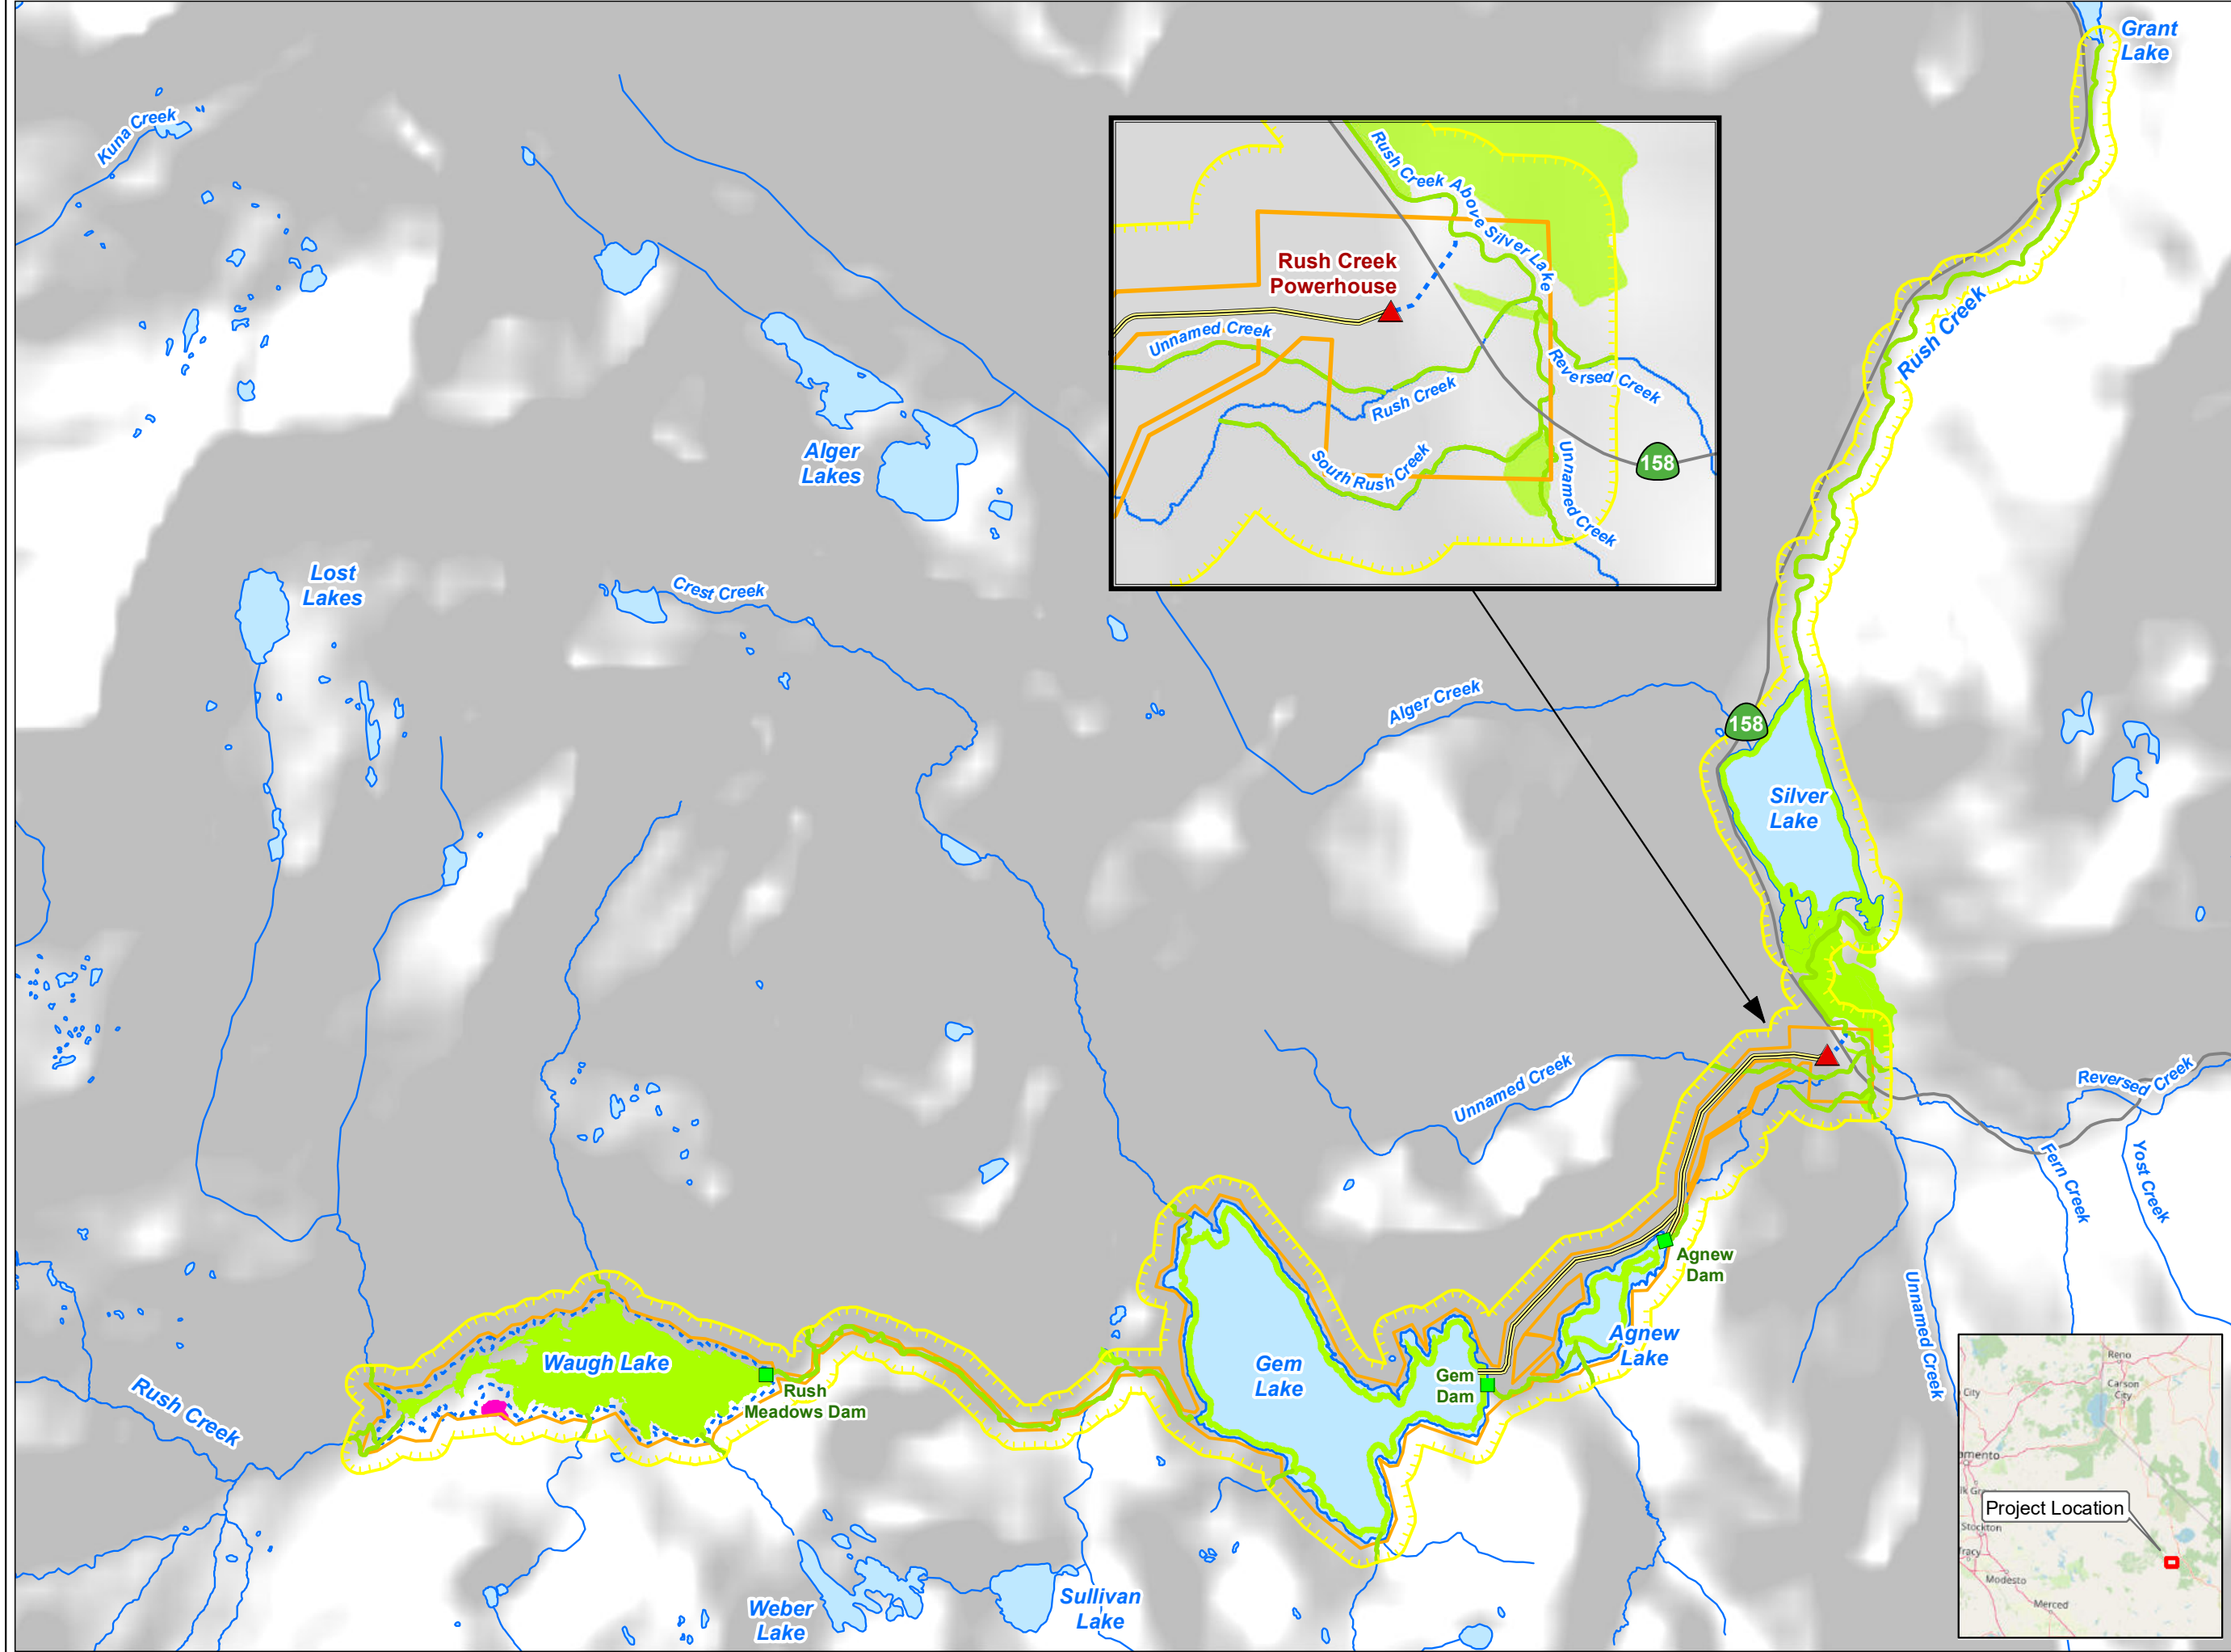 Grant
Lake
Kuna Creek
Rush Creek Above Silver Lake
Rush Creek
Powerhouse
Unnamed Creek
Rush Creek
Reversed Creek
South Rush Creek
Unnamed Creek
158
Rush Creek
Alger
Lakes
Lost
Lakes
Crest Creek
Alger Creek
158
Silver
Lake
Unnamed Creek
Reversed Creek
Fern Creek
Yost Creek
Unnamed Creek
Agnew
Dam
Agnew
Lake
Gem
Lake
Gem
Dam
Waugh Lake
Rush
Meadows Dam
Rush Creek
Weber
Lake
Sullivan
Lake
Reno
Carson
City
City
amento
Project Location
Stockton
Modesto
Merced